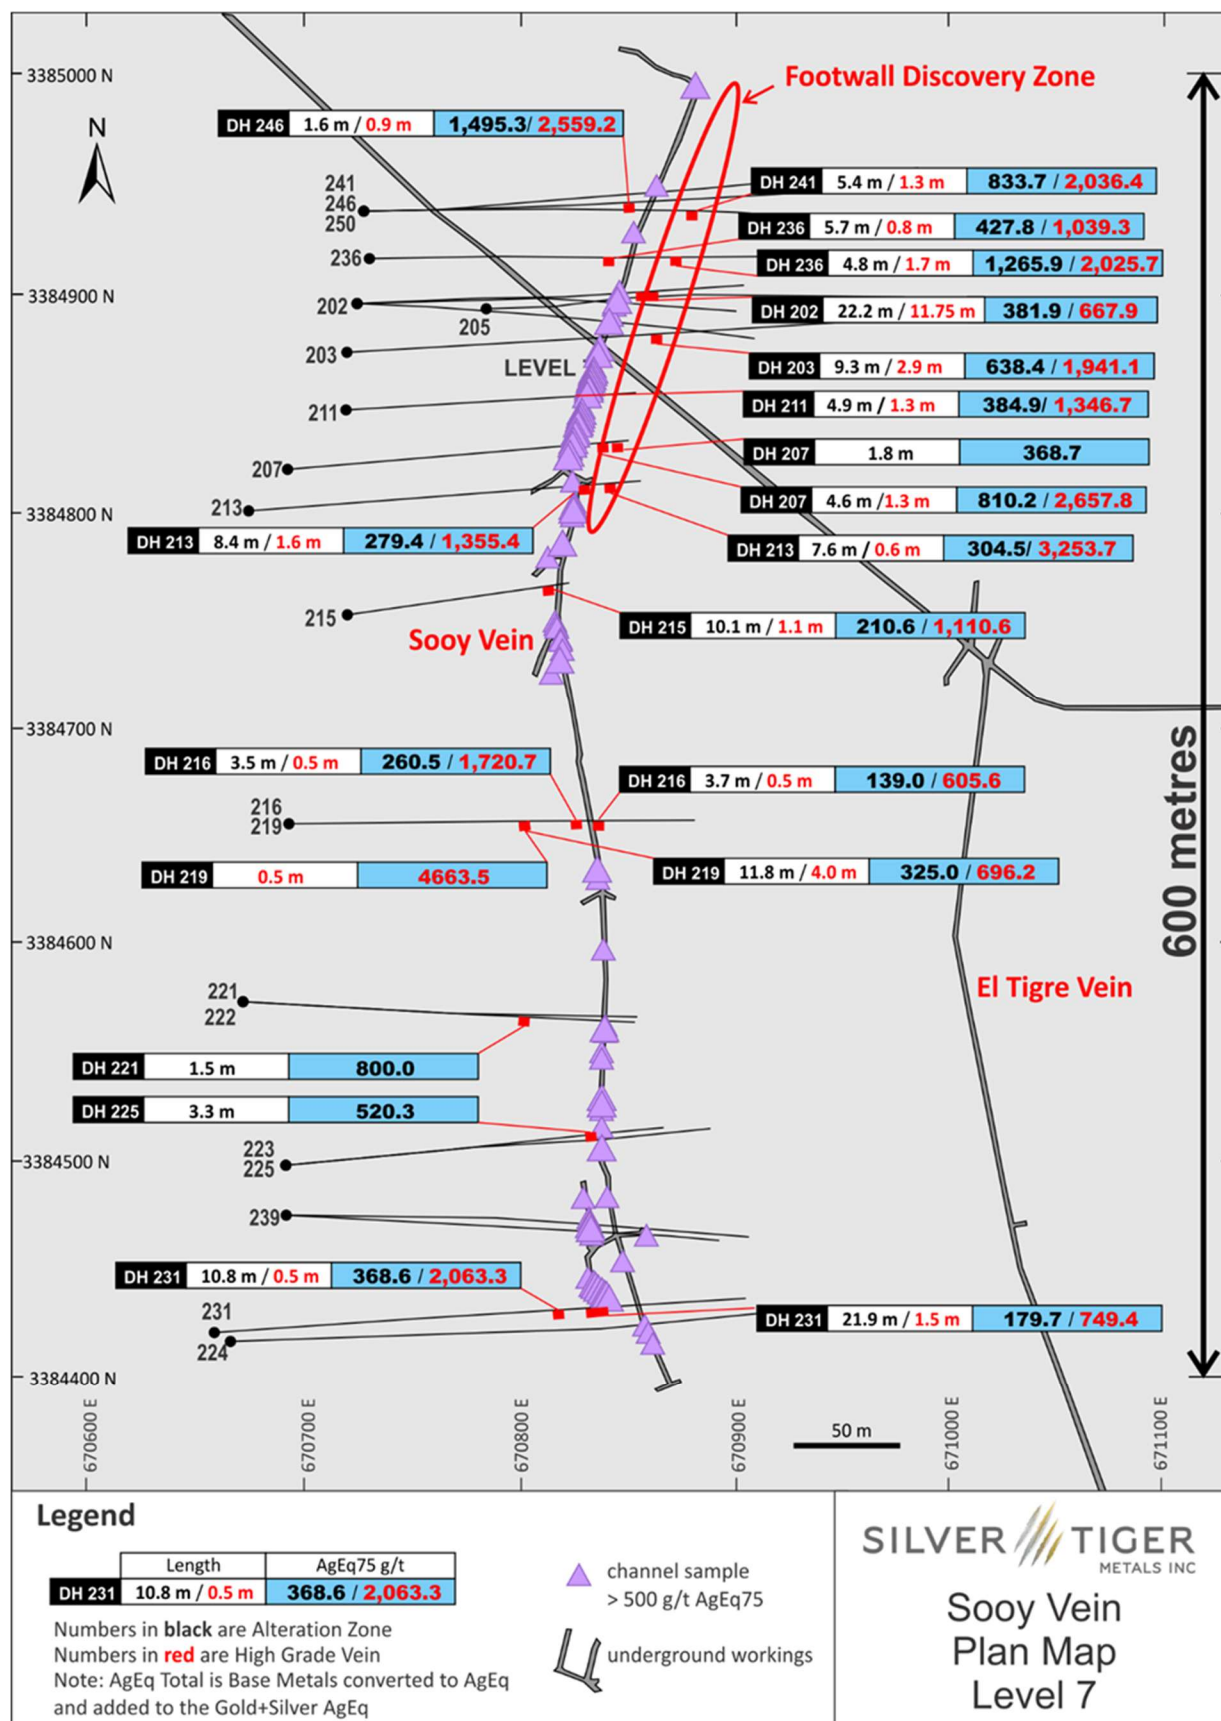 3385000 N
Footwall Discovery Zone
N
DH 246 1.6 m / 0.9 m 1,495.3/ 2,559.2
241
246
250
DH 241 5.4 m / 1.3 m 833.7 / 2,036.4
DH 236 5.7 m / 0.8 m 427.8 / 1,039.3
236
DH 236 4.8 m / 1.7 m 1,265.9 / 2,025.7
3384900 N
202
205
DH 202 22.2 m / 11.75 m 381.9 / 667.9
203
LEVEL
DH 203 9.3 m / 2.9 m 638.4 / 1,941.1
211
DH 211 4.9 m / 1.3 m 384.9/ 1,346.7
207
DH 207 1.8 m 368.7
DH 207 4.6 m /1.3 m 810.2 / 2,657.8
213
3384800 N
DH 213 8.4 m / 1.6 m 279.4 / 1,355.4
DH 213 7.6 m / 0.6 m 304.5/ 3,253.7
215
Sooy Vein
DH 215 10.1 m / 1.1 m 210.6 / 1,110.6
3384700 N
DH 216 3.5 m / 0.5 m 260.5 / 1,720.7
DH 216 3.7 m / 0.5 m 139.0 / 605.6
216
219
DH 219 0.5 m 4663.5
DH 219 11.8 m / 4.0 m 325.0 / 696.2
600 metres
3384600 N
El Tigre Vein
221
222
DH 221 1.5 m 800.0
DH 225 3.3 m 520.3
223
225
3384500 N
239
DH 231 10.8 m / 0.5 m 368.6 / 2,063.3
231
224
DH 231 21.9 m / 1.5 m 179.7 / 749.4
3384400 N
670600 E
670700 E
670800 E
670900 E
671000 E
671100 E
50 m
Legend
Length AgEq75 g/t
DH 231 10.8 m / 0.5 m 368.6 / 2,063.3
Numbers in black are Alteration Zone
Numbers in red are High Grade Vein
Note: AgEq Total is Base Metals converted to AgEq
and added to the Gold+Silver AgEq
channel sample
> 500 g/t AgEq75
underground workings
SILVER TIGER
METALS INC
Sooy Vein
Plan Map
Level 7